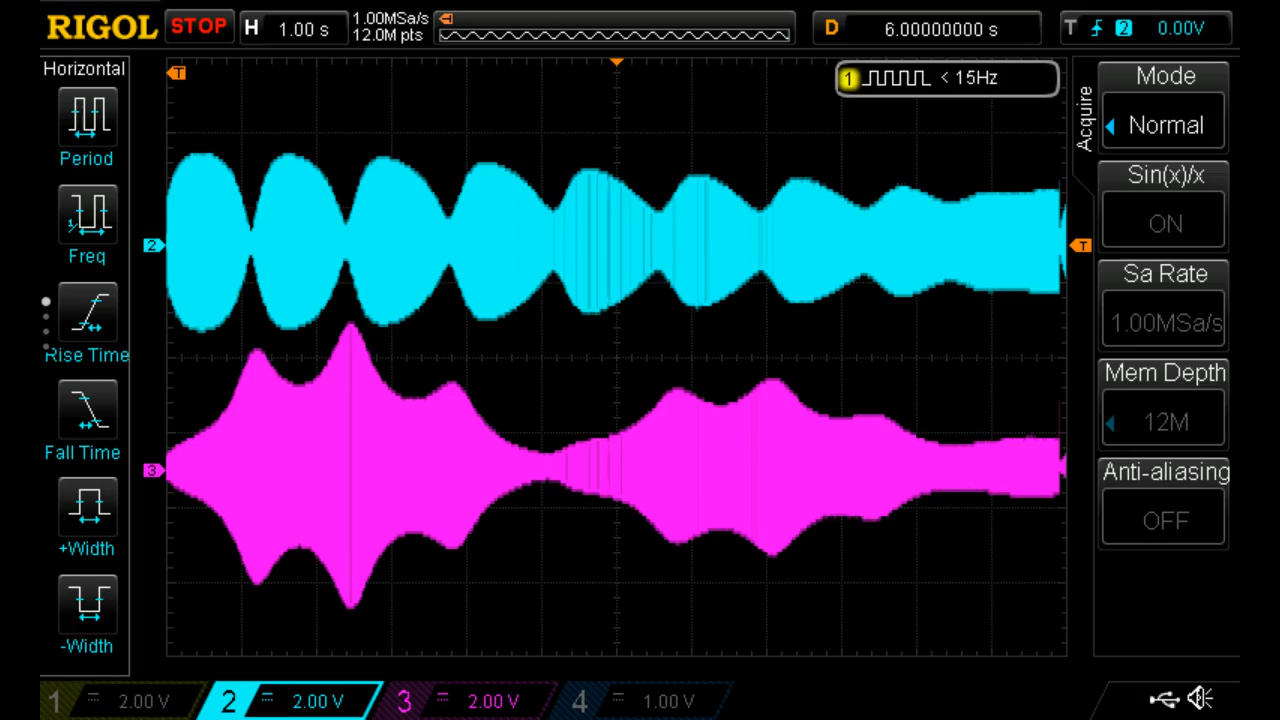 RIGOL STOP H 1.00 s 1.00MSa/s 12.0M pts D 6.00000000 s T 2 0.00V
Horizontal
Period
Freq
Rise Time
Fall Time
+Width
-Width
T
1 < 15Hz
2
T
3
Acquire
Mode
Normal
Sin(x)/x
ON
Sa Rate
1.00MSa/s
Mem Depth
12M
Anti-aliasing
OFF
1 = 2.00 V 2 = 2.00 V 3 = 2.00 V 4 = 1.00 V